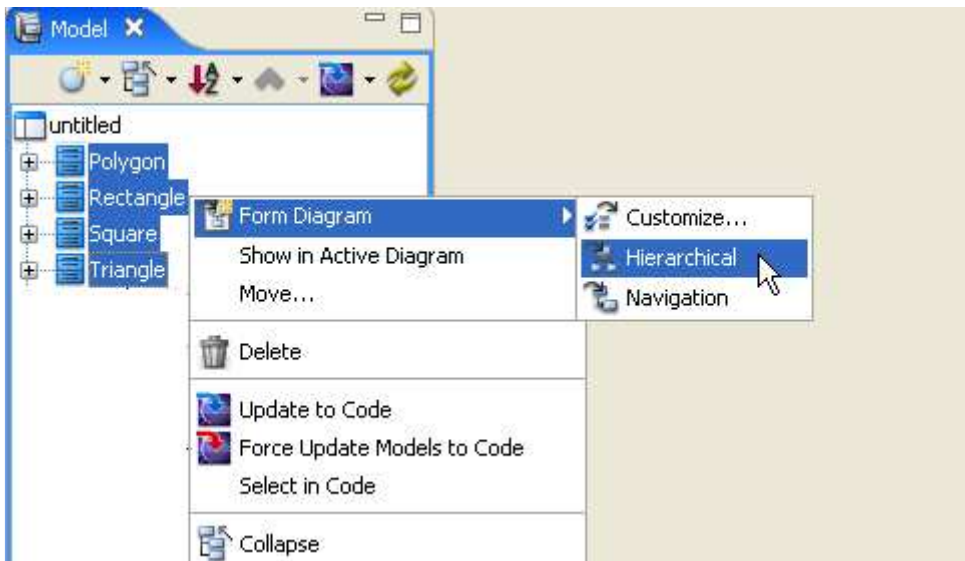 Model
untitled
Polygon
Rectangle
Square
Triangle
Form Diagram
Show in Active Diagram
Move...
Delete
Update to Code
Force Update Models to Code
Select in Code
Collapse
Customize...
Hierarchical
Navigation